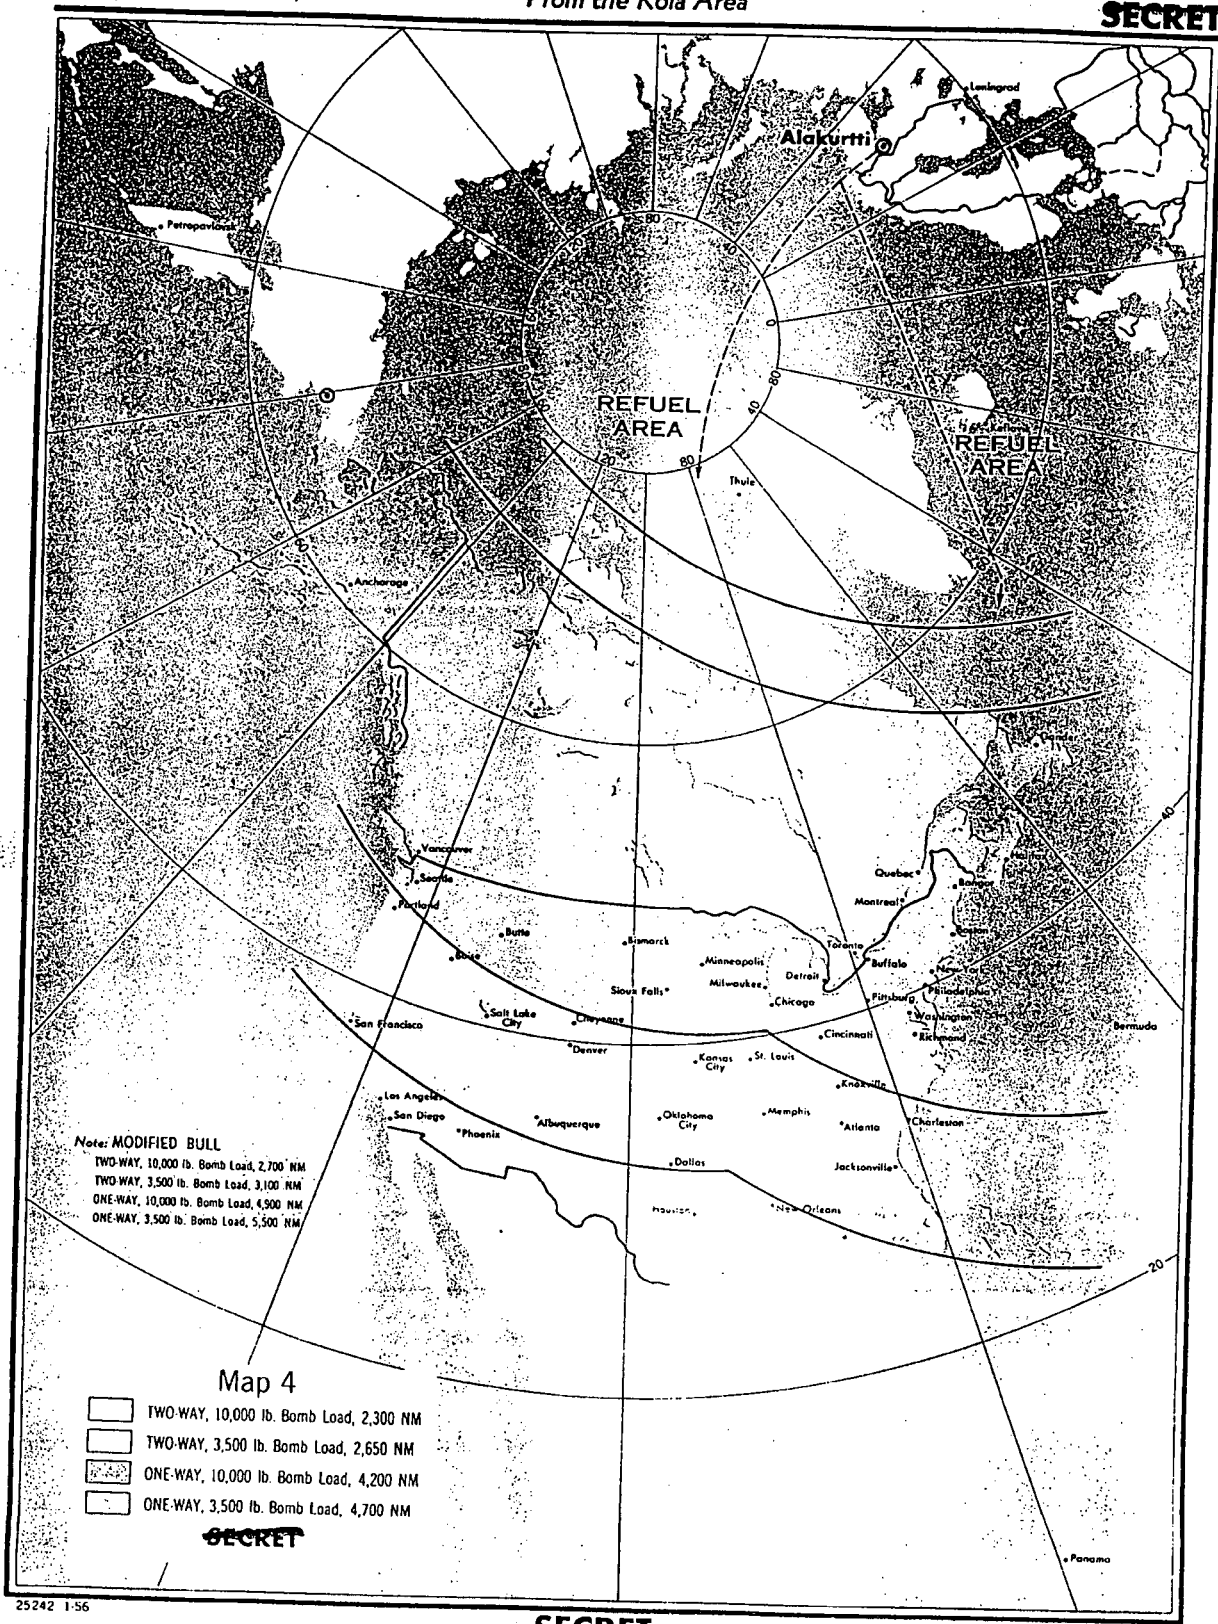 From the Kola Area
SECRET
Leningrad
Alakurtti
Petropavlovsk
80
0
80
40
REFUEL
AREA
120
80
Thule
Keflavik
REFUEL
AREA
Anchorage
Gander
40
Vancouver
Seattle
Portland
Halifax
Quebec
Bangor
Montreal
Butte
Boise
Bismarck
Boston
Toronto
Buffalo
Minneapolis
Milwaukee
Detroit
New York
Sioux Falls
Chicago
Pittsburg
Philadelphia
Washington
Salt Lake
City
Cheyenne
San Francisco
Cincinnati
Richmond
Bermuda
Denver
Kansas
City
St. Louis
Knoxville
Los Angeles
San Diego
Phoenix
Albuquerque
Oklahoma
City
Memphis
Atlanta
Charleston
Dallas
Jacksonville
Houston
New Orleans
Note: MODIFIED BULL
TWO-WAY, 10,000 lb. Bomb Load, 2,700 NM
TWO-WAY, 3,500 lb. Bomb Load, 3,100 NM
ONE-WAY, 10,000 lb. Bomb Load, 4,900 NM
ONE-WAY, 3,500 lb. Bomb Load, 5,500 NM
20
Map 4
TWO-WAY, 10,000 lb. Bomb Load, 2,300 NM
TWO-WAY, 3,500 lb. Bomb Load, 2,650 NM
ONE-WAY, 10,000 lb. Bomb Load, 4,200 NM
ONE-WAY, 3,500 lb. Bomb Load, 4,700 NM
SECRET
Panama
25242 1-56
SECRET